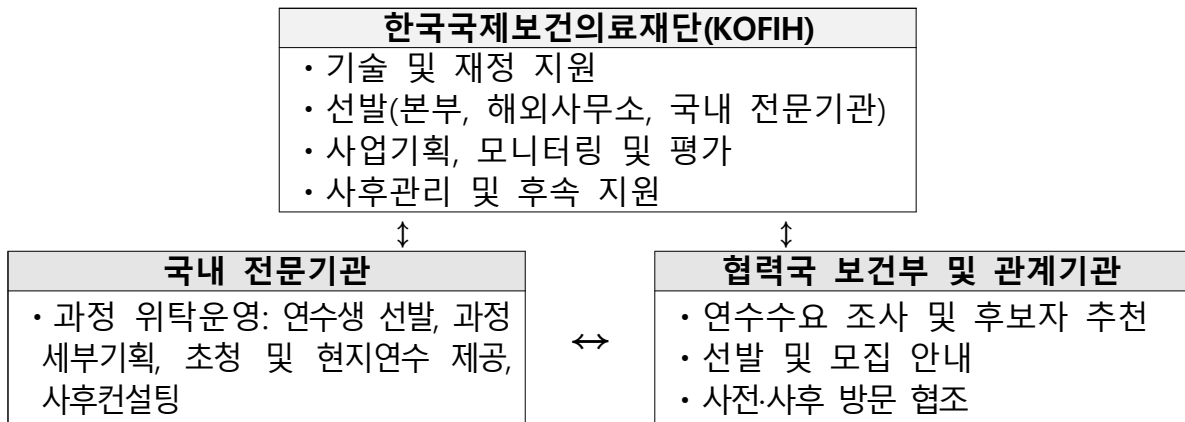 한국국제보건의료재단(KOFIH)
・기술 및 재정 지원
・선발(본부, 해외사무소, 국내 전문기관)
・사업기획, 모니터링 및 평가
・사후관리 및 후속 지원
↕ ↕
국내 전문기관
・과정 위탁운영: 연수생 선발, 과정
세부기획, 초청 및 현지연수 제공,
사후컨설팅
↔
협력국 보건부 및 관계기관
・연수수요 조사 및 후보자 추천
・선발 및 모집 안내
・사전·사후 방문 협조